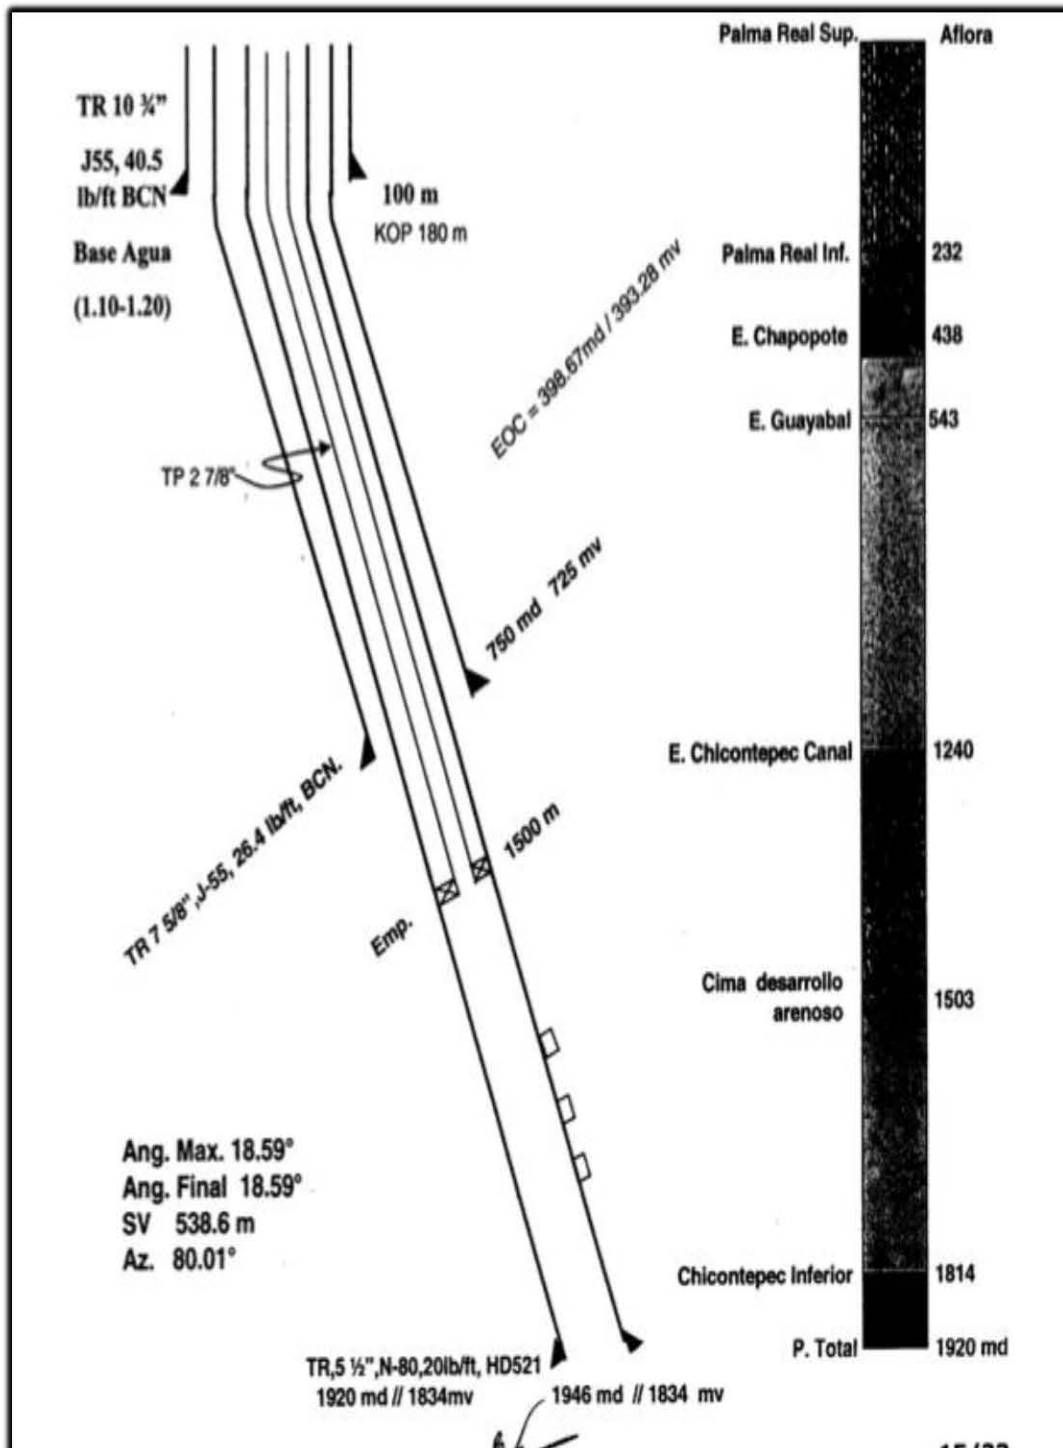 TR 10 ¾"
J55, 40.5
lb/ft BCN
Base Agua
(1.10-1.20)
100 m
KOP 180 m
EOC = 398.67md / 393.28 mv
TP 2 7/8"
750 md 725 mv
TR 7 5/8",J-55, 26.4 lb/ft, BCN.
1500 m
Emp.
Ang. Max. 18.59°
Ang. Final 18.59°
SV 538.6 m
Az. 80.01°
TR,5 ½",N-80,20lb/ft, HD521
1920 md // 1834mv
1946 md // 1834 mv
Palma Real Sup. Aflora
Palma Real Inf. 232
E. Chapopote 438
E. Guayabal 543
E. Chicontepec Canal 1240
Cima desarrollo
arenoso 1503
Chicontepec Inferior 1814
P. Total 1920 md